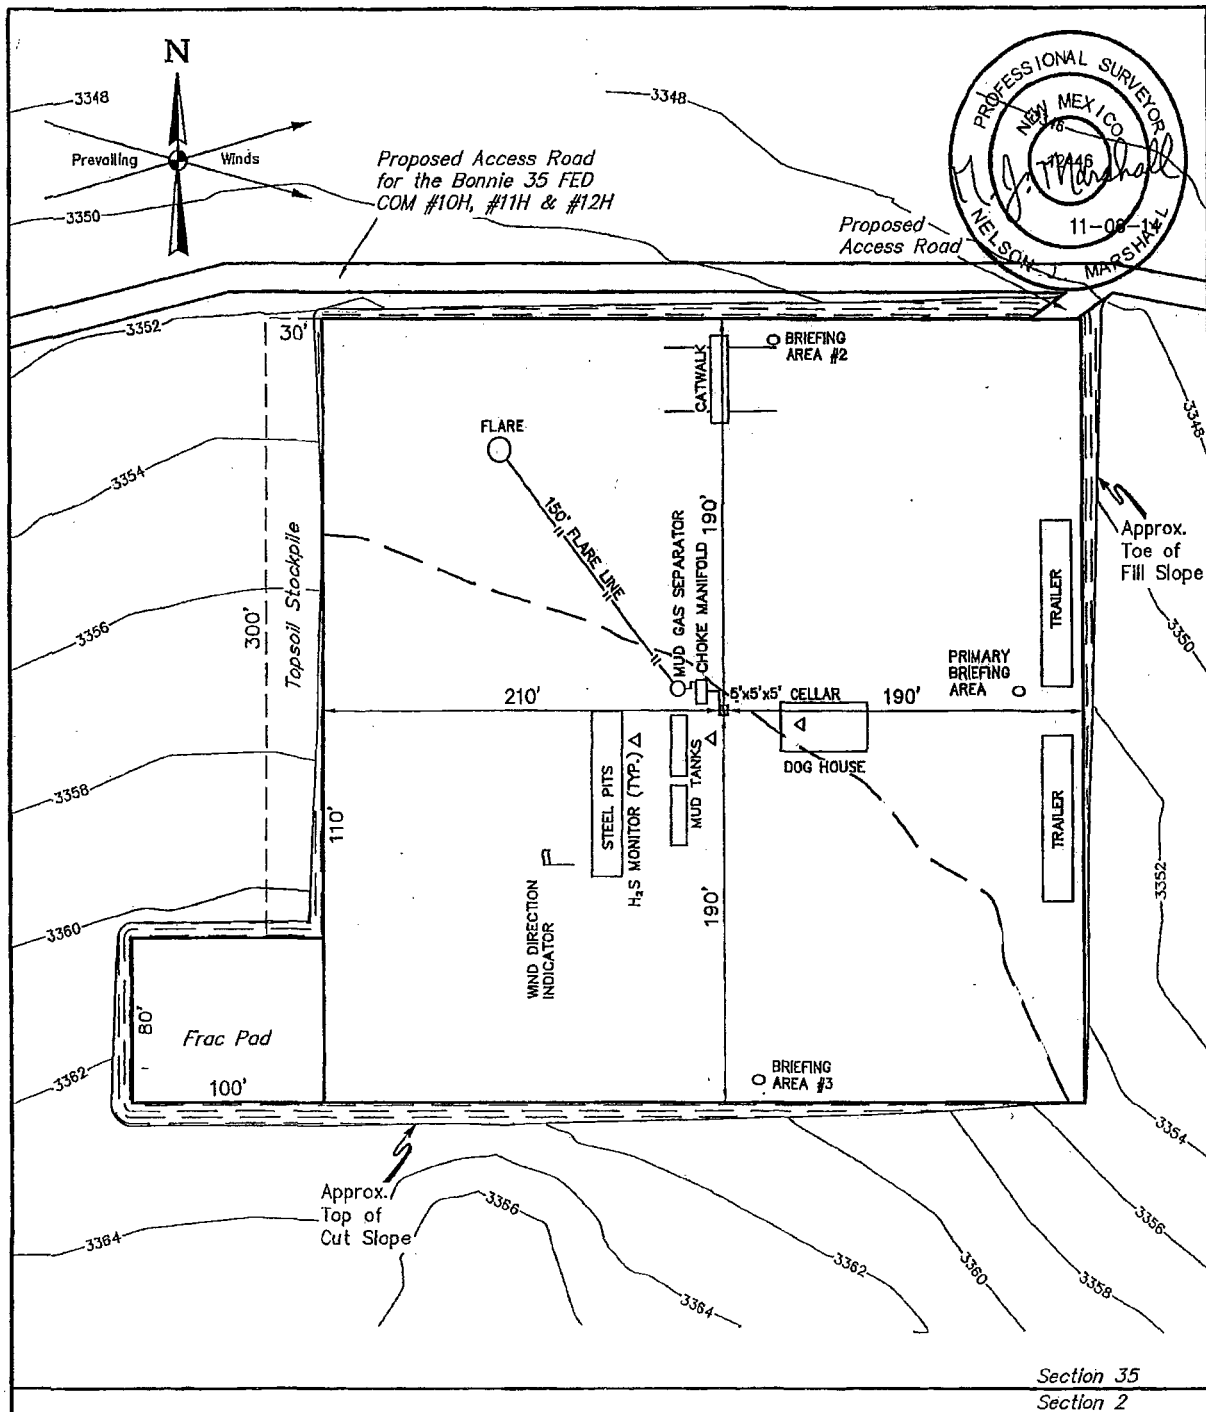 N
Prevailing Winds
3348
3348
3350
Proposed Access Road
for the Bonnie 35 FED
COM #10H, #11H & #12H
PROFESSIONAL SURVEYOR
NEW MEXICO
12446
N. J. Marshall
NELSON J. MARSHALL
Proposed
Access Road
3352
30'
CATWALK
BRIEFING
AREA #2
3348
FLARE
3354
150' FLARE LINE
190'
Approx.
Toe of
Fill Slope
Topsoil Stockpile
300'
3356
MUD GAS SEPARATOR
CHOKE MANIFOLD
TRAILER
3350
PRIMARY
BRIEFING
AREA
210'
5'x5'x5' CELLAR
190'
DOG HOUSE
3358
110'
STEEL PITS
H₂S MONITOR (TYP.)
MUD TANKS
TRAILER
3352
190'
WIND DIRECTION
INDICATOR
3360
80'
Frac Pad
100'
3362
BRIEFING
AREA #3
3354
Approx.
Top of
Cut Slope
3364
3366
3364
3362
3360
3358
3356
Section 35
Section 2